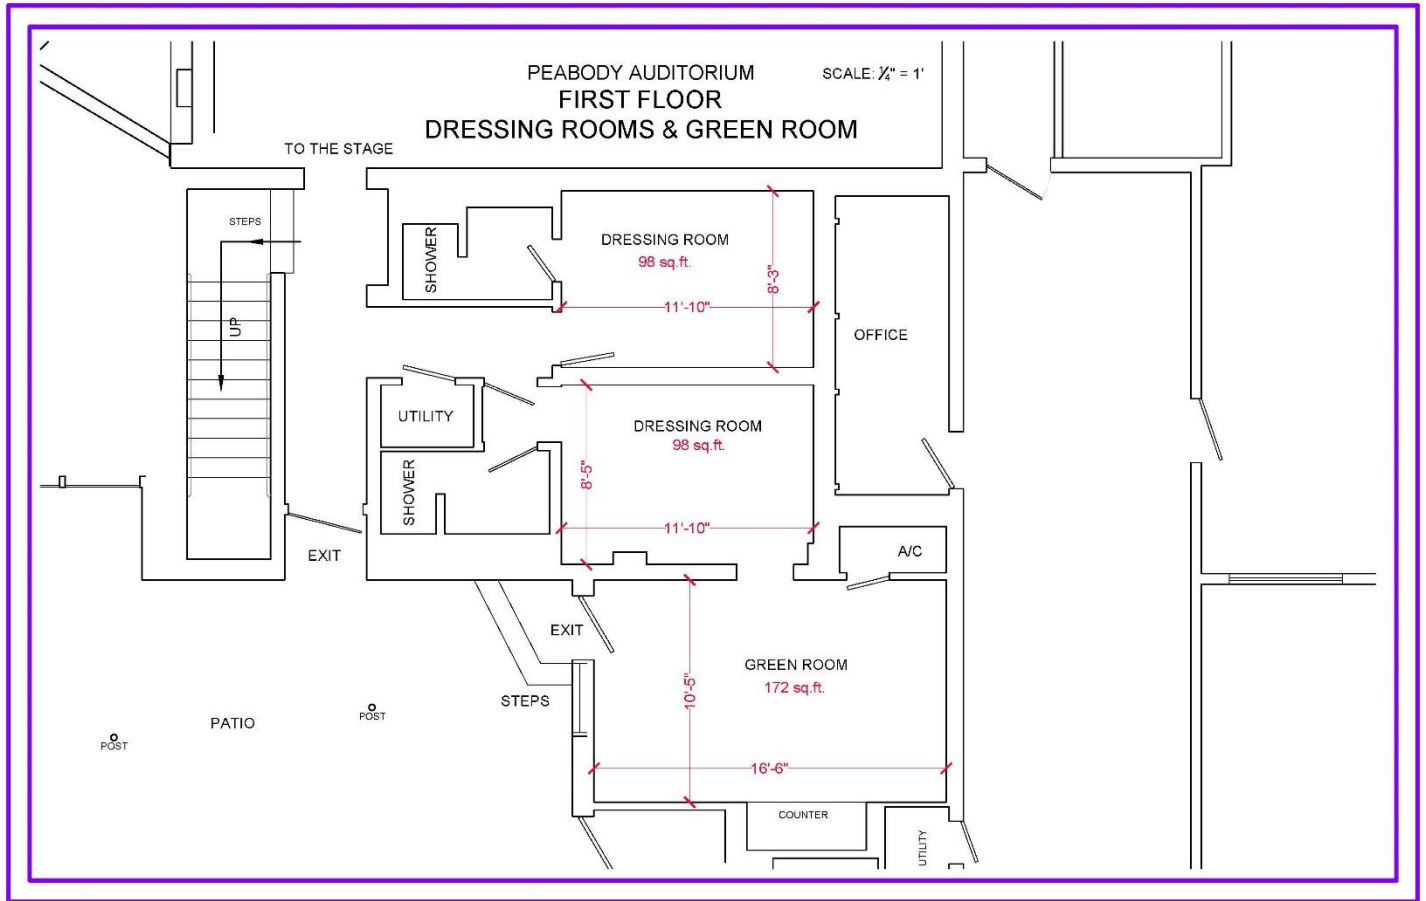 PEABODY AUDITORIUM
SCALE: ¼" = 1'
FIRST FLOOR
DRESSING ROOMS & GREEN ROOM
TO THE STAGE
STEPS
UP
SHOWER
DRESSING ROOM
98 sq.ft.
8'-3"
11'-10"
OFFICE
UTILITY
DRESSING ROOM
98 sq.ft.
8'-5"
SHOWER
11'-10"
EXIT
A/C
EXIT
GREEN ROOM
172 sq.ft.
10'-5"
STEPS
PATIO
POST
POST
16'-6"
COUNTER
UTILITY